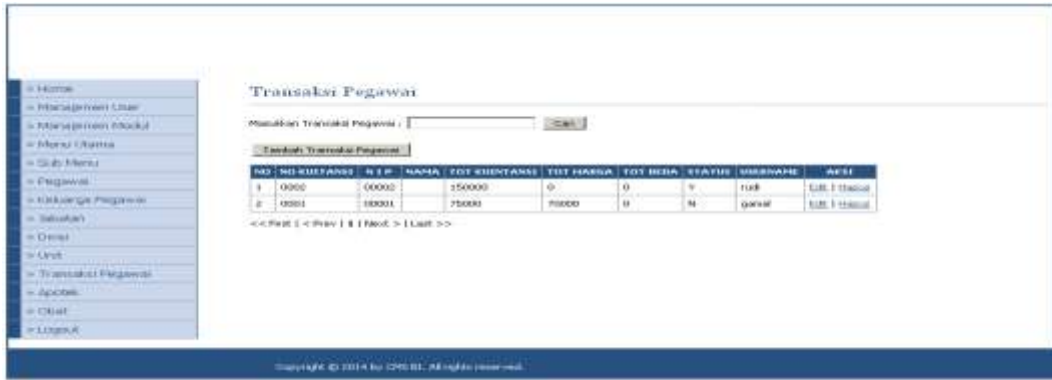 » Home
» Managemen User
» Managemen Modul
» Menu Utama
» Sub Menu
» Pegawai
» Keluarga Pegawai
» Jabatan
» Divisi
» Unit
» Transaksi Pegawai
» Apotek
» Obat
» Logout
Transaksi Pegawai
Masukkan Transaksi Pegawai : Cari
Tambah Transaksi Pegawai
NO NO KUITANSI N I P NAMA TOT KUINTANSI TOT HARGA TOT BEDA STATUS USERNAME AKSI
1 0002 00002 150000 0 0 Y rudi Edit | Hapus
2 0001 00001 75000 75000 0 N gamal Edit | Hapus
<< First | < Prev | 1 | Next > | Last >>
Copyright © 2014 by All rights reserved.